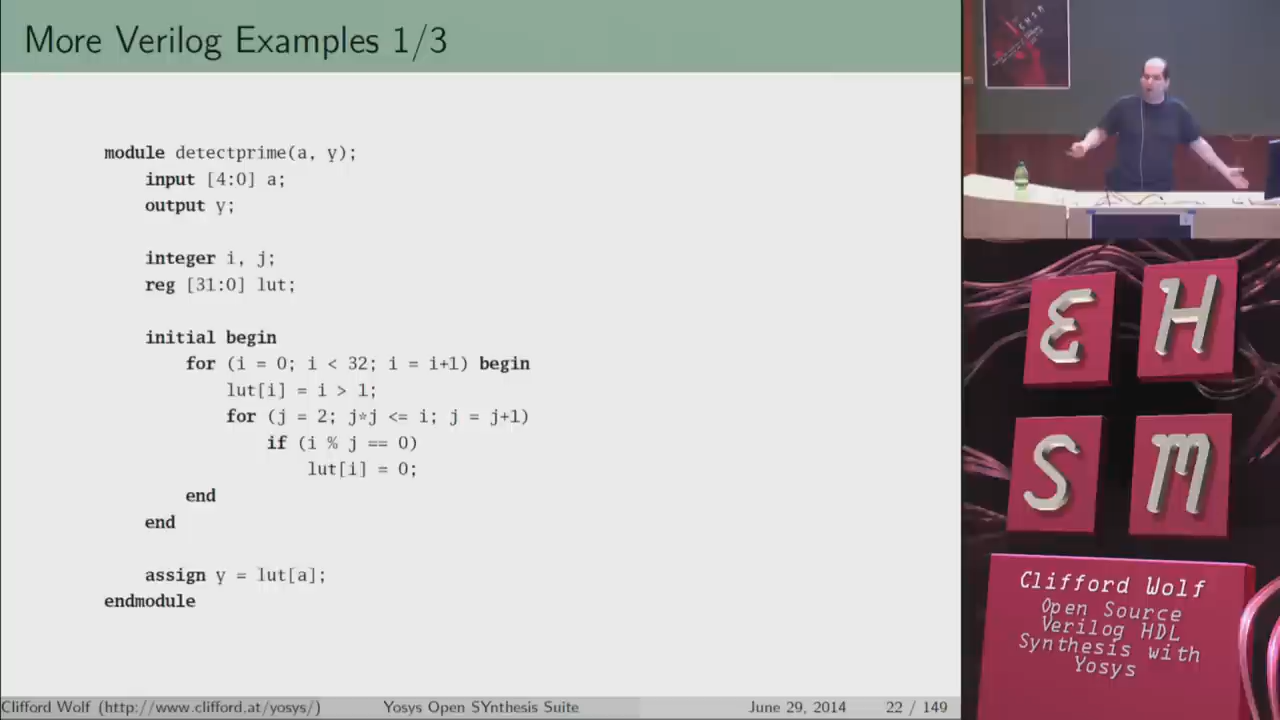 More Verilog Examples 1/3
module detectprime(a, y);
input [4:0] a;
output y;
integer i, j;
reg [31:0] lut;
initial begin
for (i = 0; i < 32; i = i+1) begin
lut[i] = i > 1;
for (j = 2; j*j <= i; j = j+1)
if (i % j == 0)
lut[i] = 0;
end
end
assign y = lut[a];
endmodule
Clifford Wolf (http://www.clifford.at/yosys/)
Yosys Open SYnthesis Suite
June 29, 2014
22 / 149
EH
SM
Clifford Wolf
Open Source
Verilog HDL
Synthesis with
Yosys